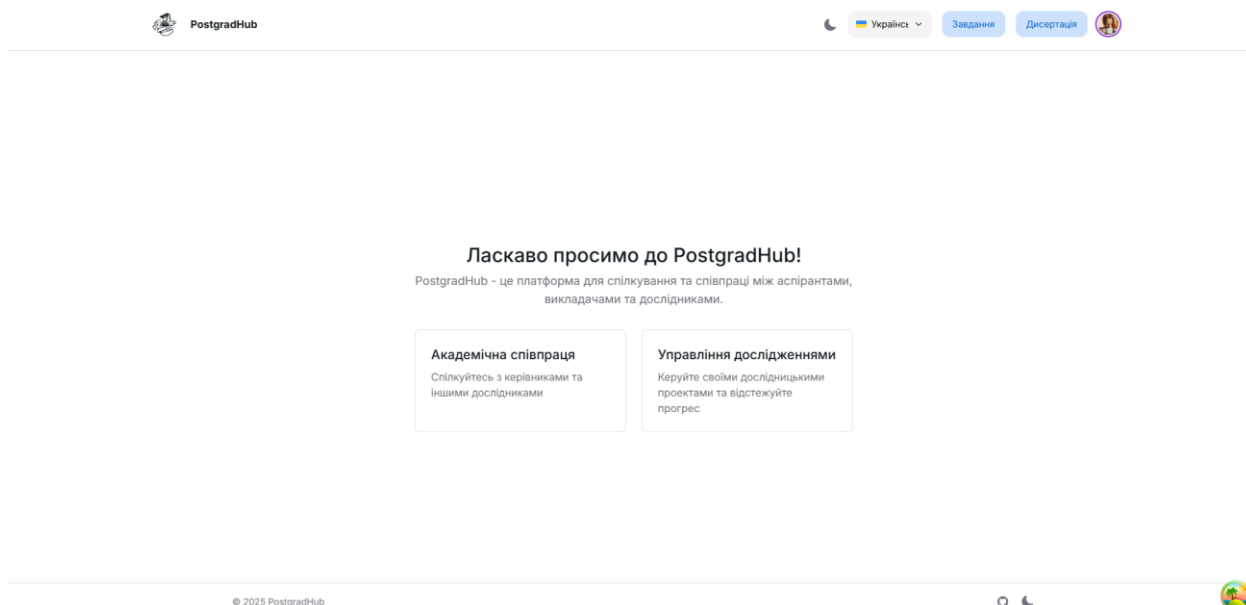 PostgradHub
Українсь
Завдання
Дисертація
Ласкаво просимо до PostgradHub!
PostgradHub - це платформа для спілкування та співпраці між аспірантами,
викладачами та дослідниками.
Академічна співпраця
Спілкуйтесь з керівниками та
іншими дослідниками
Управління дослідженнями
Керуйте своїми дослідницькими
проектами та відстежуйте
прогрес
© 2025 PostgradHub